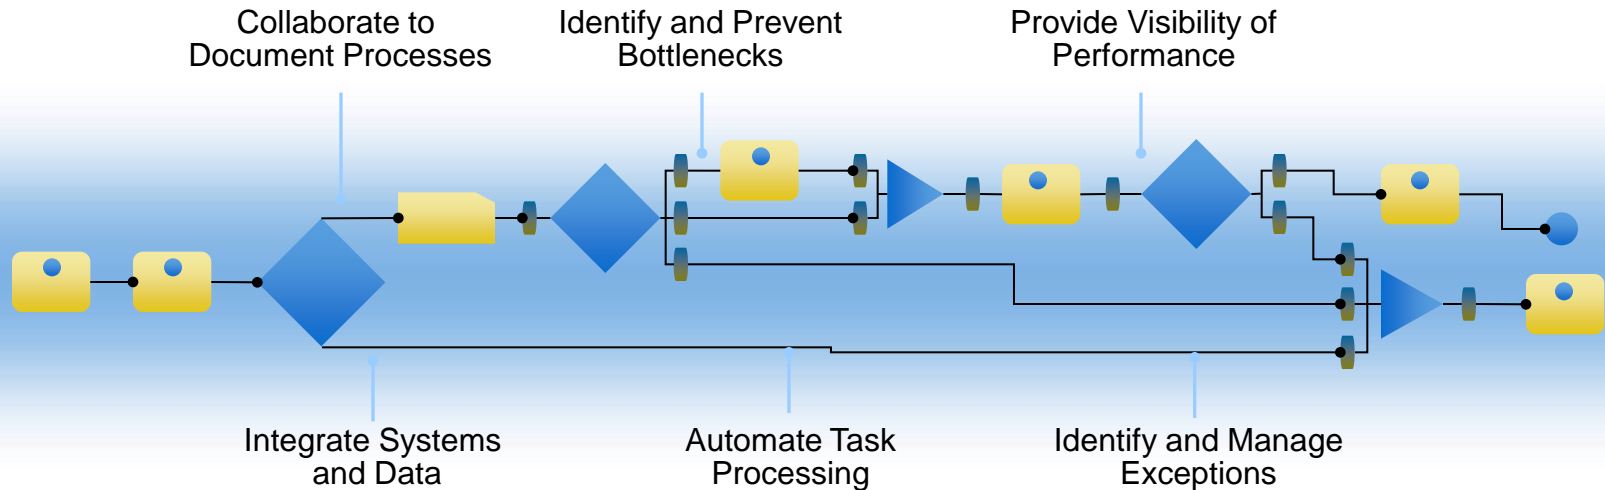 Collaborate to
Document Processes
Identify and Prevent
Bottlenecks
Provide Visibility of
Performance
Integrate Systems
and Data
Automate Task
Processing
Identify and Manage
Exceptions